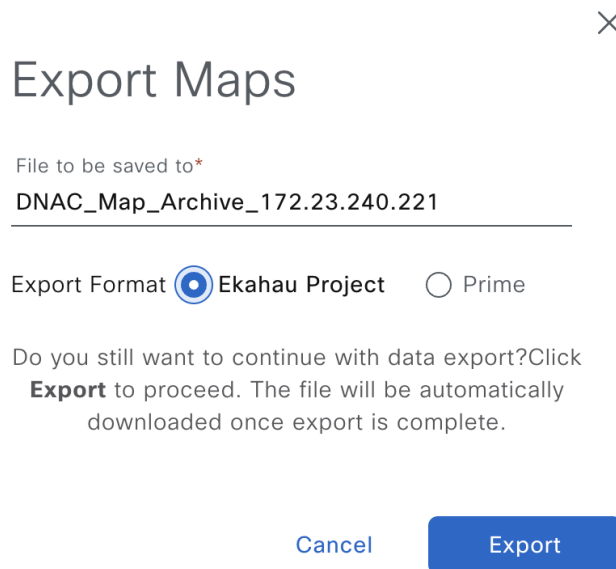 Export Maps
File to be saved to*
DNAC_Map_Archive_172.23.240.221
Export Format Ekahau Project Prime
Do you still want to continue with data export?Click
Export to proceed. The file will be automatically
downloaded once export is complete.
Cancel Export